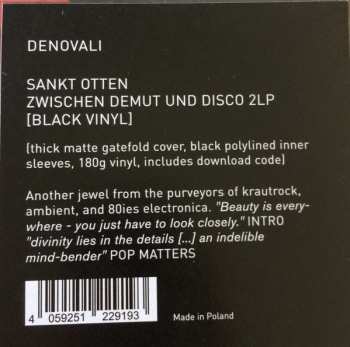 DENOVALI
SANKT OTTEN
ZWISCHEN DEMUT UND DISCO 2LP
[BLACK VINYL]
(thick matte gatefold cover, black polylined inner
sleeves, 180g vinyl, includes download code)
Another jewel from the purveyors of krautrock,
ambient, and 80ies electronica. "Beauty is every-
where - you just have to look closely." INTRO
"divinity lies in the details [...] an indelible
mind-bender" POP MATTERS
4 059251 229193
Made in Poland